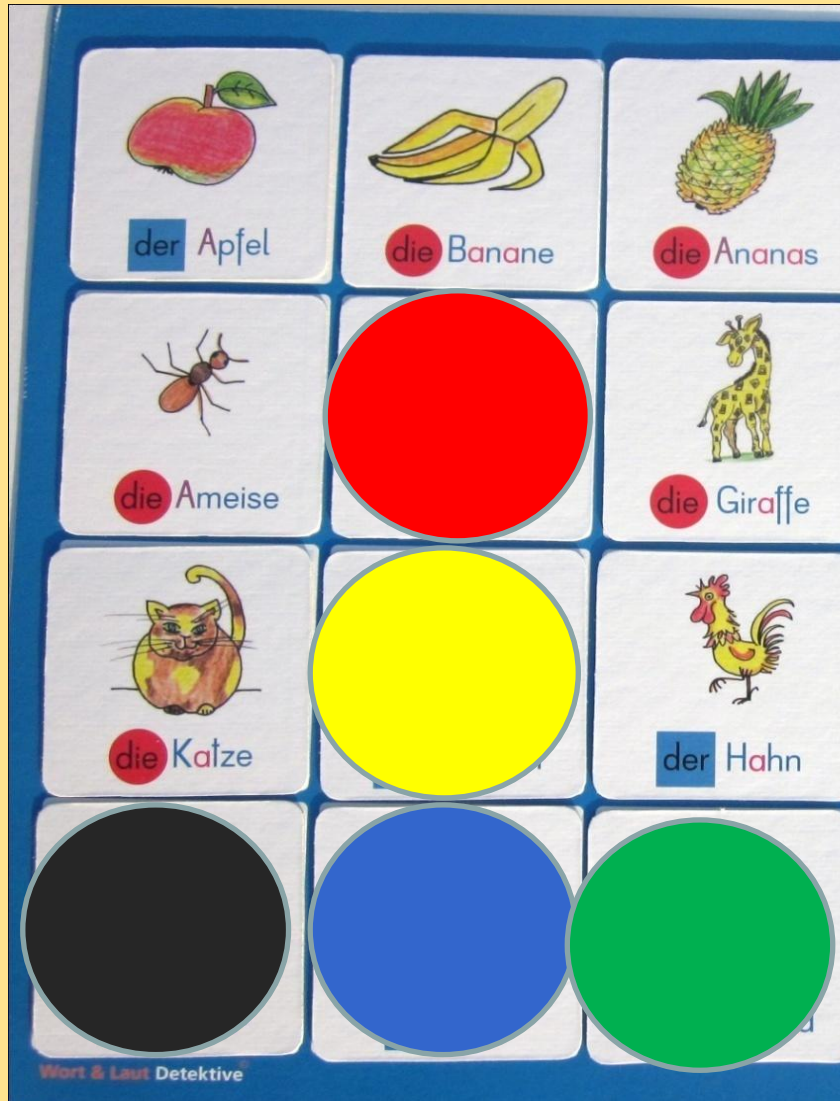 der Apfel
die Banane
die Ananas
die Ameise
die Giraffe
die Katze
der Hahn
Wort & Laut Detektive